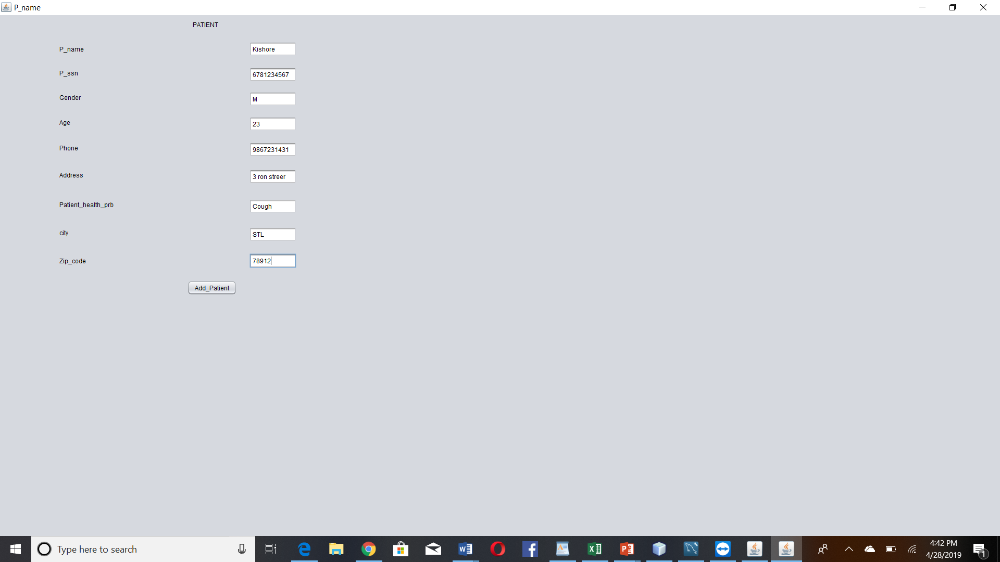 P_name
PATIENT
P_name Kishore
P_ssn 6781234567
Gender M
Age 23
Phone 9867231431
Address 3 ron streer
Patient_health_prb Cough
city STL
Zip_code 78912
Add_Patient
Type here to search
4:42 PM
4/28/2019
1